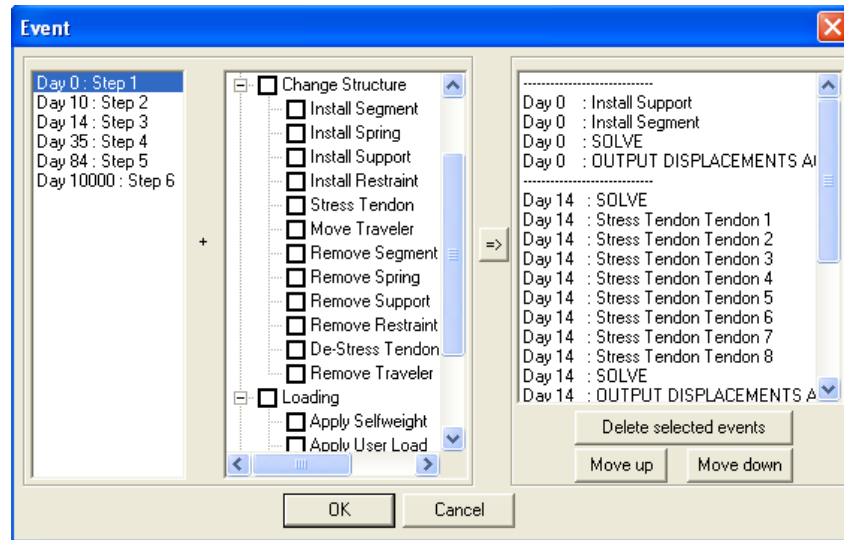 Event
Day 0 : Step 1
Day 10 : Step 2
Day 14 : Step 3
Day 35 : Step 4
Day 84 : Step 5
Day 10000 : Step 6
+
Change Structure
Install Segment
Install Spring
Install Support
Install Restraint
Stress Tendon
Move Traveler
Remove Segment
Remove Spring
Remove Support
Remove Restraint
De-Stress Tendon
Remove Traveler
Loading
Apply Selfweight
Apply User Load
=>
----------------------------
Day 0 : Install Support
Day 0 : Install Segment
Day 0 : SOLVE
Day 0 : OUTPUT DISPLACEMENTS
----------------------------
Day 14 : SOLVE
Day 14 : Stress Tendon Tendon 1
Day 14 : Stress Tendon Tendon 2
Day 14 : Stress Tendon Tendon 3
Day 14 : Stress Tendon Tendon 4
Day 14 : Stress Tendon Tendon 5
Day 14 : Stress Tendon Tendon 6
Day 14 : Stress Tendon Tendon 7
Day 14 : Stress Tendon Tendon 8
Day 14 : SOLVE
Day 14 : OUTPUT DISPLACEMENTS
Delete selected events
Move up
Move down
OK
Cancel